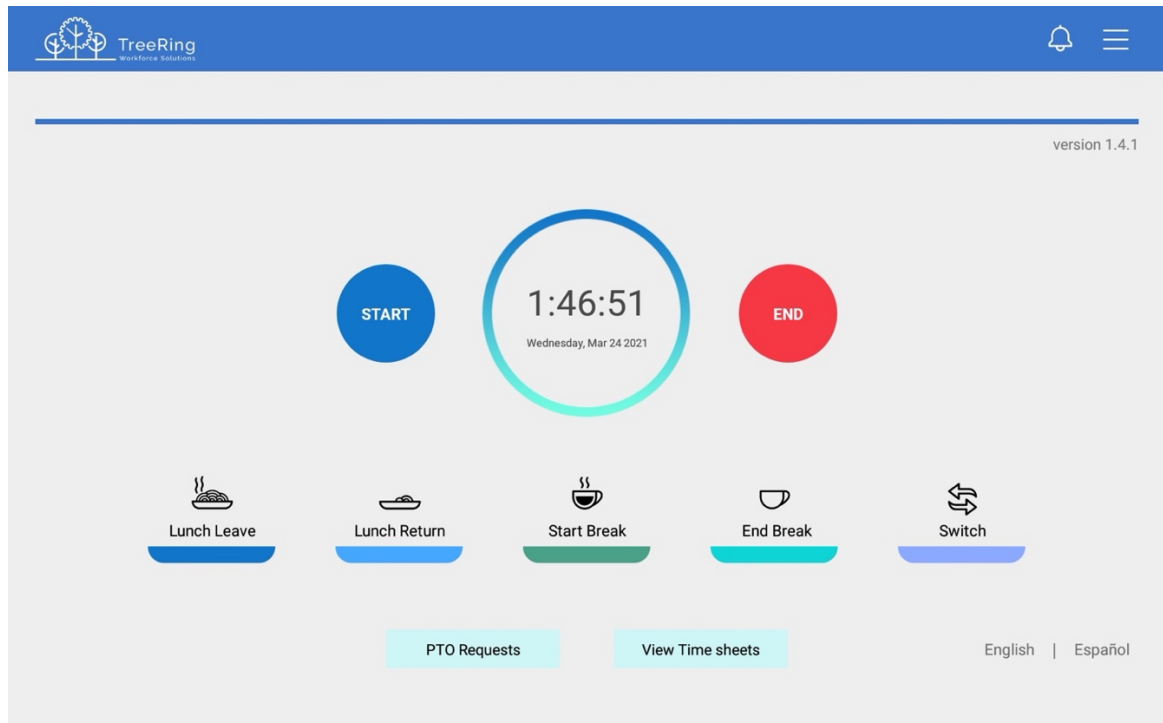 TreeRing
Workforce Solutions
version 1.4.1
START
1:46:51
Wednesday, Mar 24 2021
END
Lunch Leave
Lunch Return
Start Break
End Break
Switch
PTO Requests
View Time sheets
English | Español